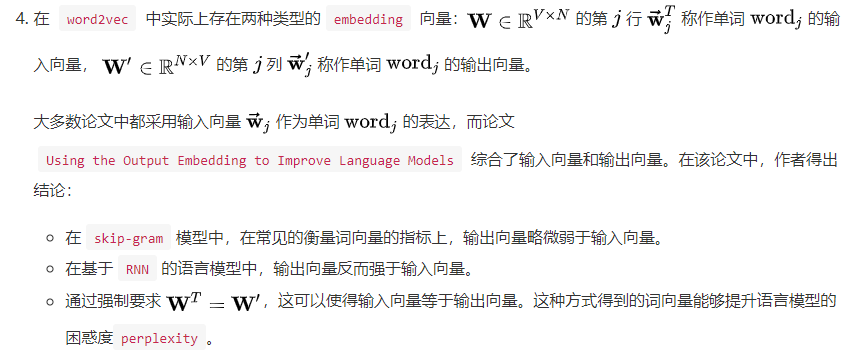 4. 在 word2vec 中实际上存在两种类型的 embedding 向量：$\mathbf{W} \in \mathbb{R}^{V \times N}$ 的第 $j$ 行 $\vec{\mathbf{w}}_j^T$ 称作单词 $\text{word}_j$ 的输
入向量， $\mathbf{W}' \in \mathbb{R}^{N \times V}$ 的第 $j$ 列 $\vec{\mathbf{w}}_j'$ 称作单词 $\text{word}_j$ 的输出向量。
大多数论文中都采用输入向量 $\vec{\mathbf{w}}_j$ 作为单词 $\text{word}_j$ 的表达，而论文
Using the Output Embedding to Improve Language Models 综合了输入向量和输出向量。在该论文中，作者得出
结论：
○ 在 skip-gram 模型中，在常见的衡量词向量的指标上，输出向量略微弱于输入向量。
○ 在基于 RNN 的语言模型中，输出向量反而强于输入向量。
○ 通过强制要求 $\mathbf{W}^T = \mathbf{W}'$，这可以使得输入向量等于输出向量。这种方式得到的词向量能够提升语言模型的
困惑度 perplexity 。